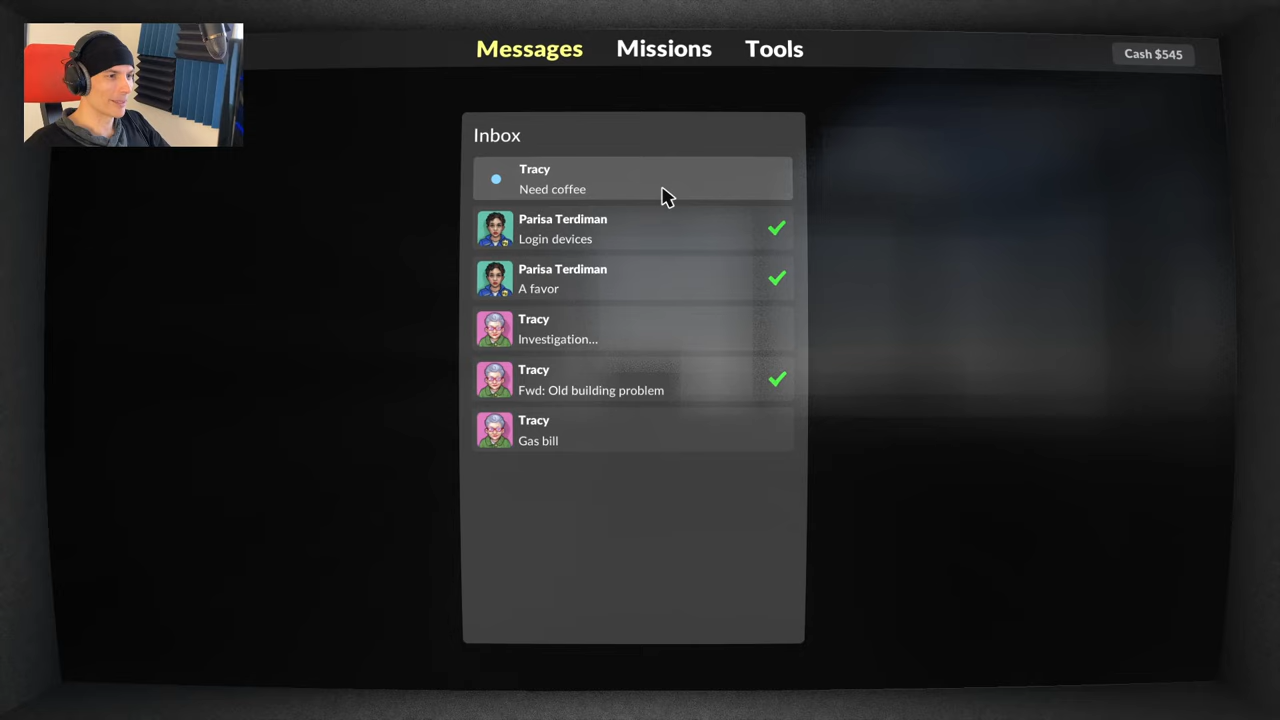 Messages Missions Tools
Cash $545
Inbox
Tracy
Need coffee
Parisa Terdiman
Login devices
Parisa Terdiman
A favor
Tracy
Investigation...
Tracy
Fwd: Old building problem
Tracy
Gas bill